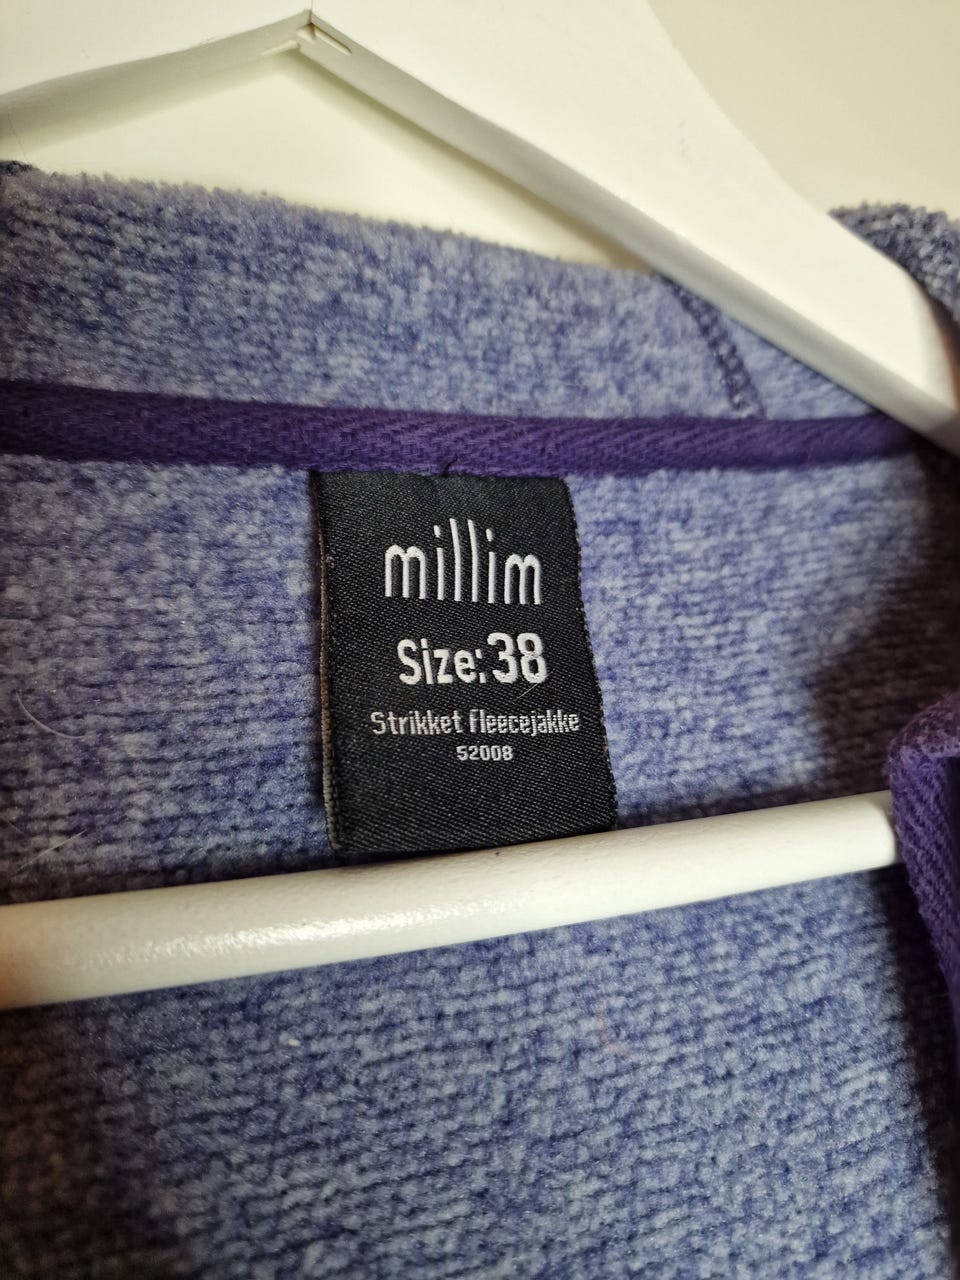 millim
Size: 38
Strikket fleecejakke
52008